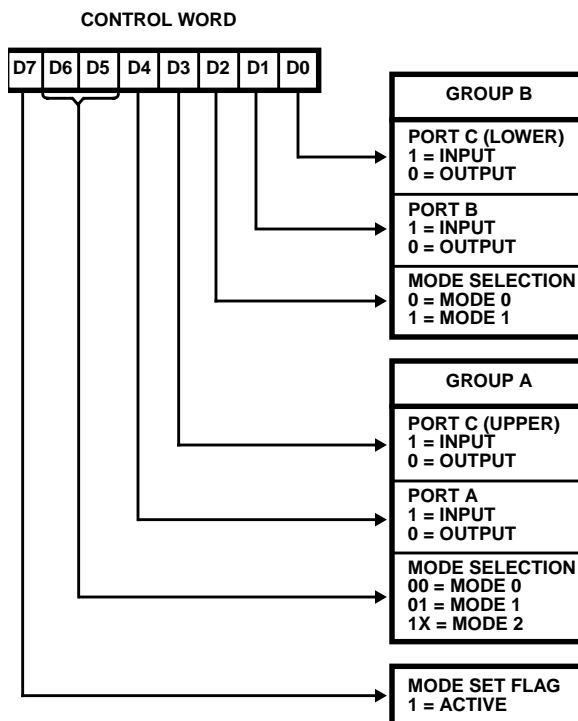 CONTROL WORD
D7 D6 D5 D4 D3 D2 D1 D0
GROUP B
PORT C (LOWER)
1 = INPUT
0 = OUTPUT
PORT B
1 = INPUT
0 = OUTPUT
MODE SELECTION
0 = MODE 0
1 = MODE 1
GROUP A
PORT C (UPPER)
1 = INPUT
0 = OUTPUT
PORT A
1 = INPUT
0 = OUTPUT
MODE SELECTION
00 = MODE 0
01 = MODE 1
1X = MODE 2
MODE SET FLAG
1 = ACTIVE